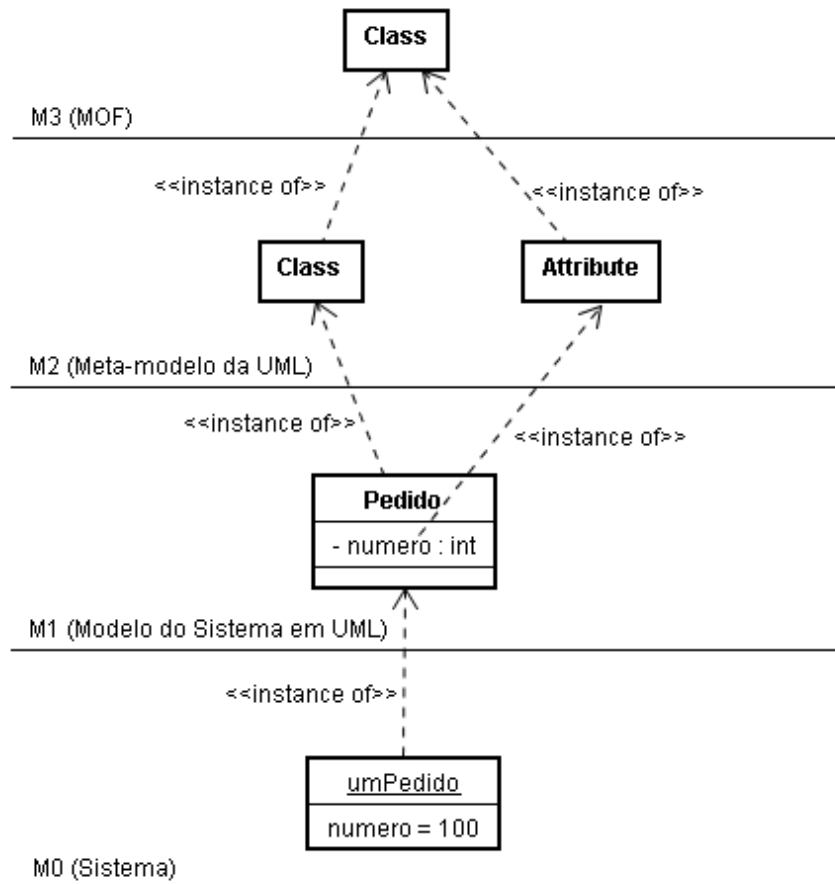 Class
M3 (MOF)
<<instance of>>
<<instance of>>
Class
Attribute
M2 (Meta-modelo da UML)
<<instance of>>
<<instance of>>
Pedido
- numero : int
M1 (Modelo do Sistema em UML)
<<instance of>>
umPedido
numero = 100
M0 (Sistema)